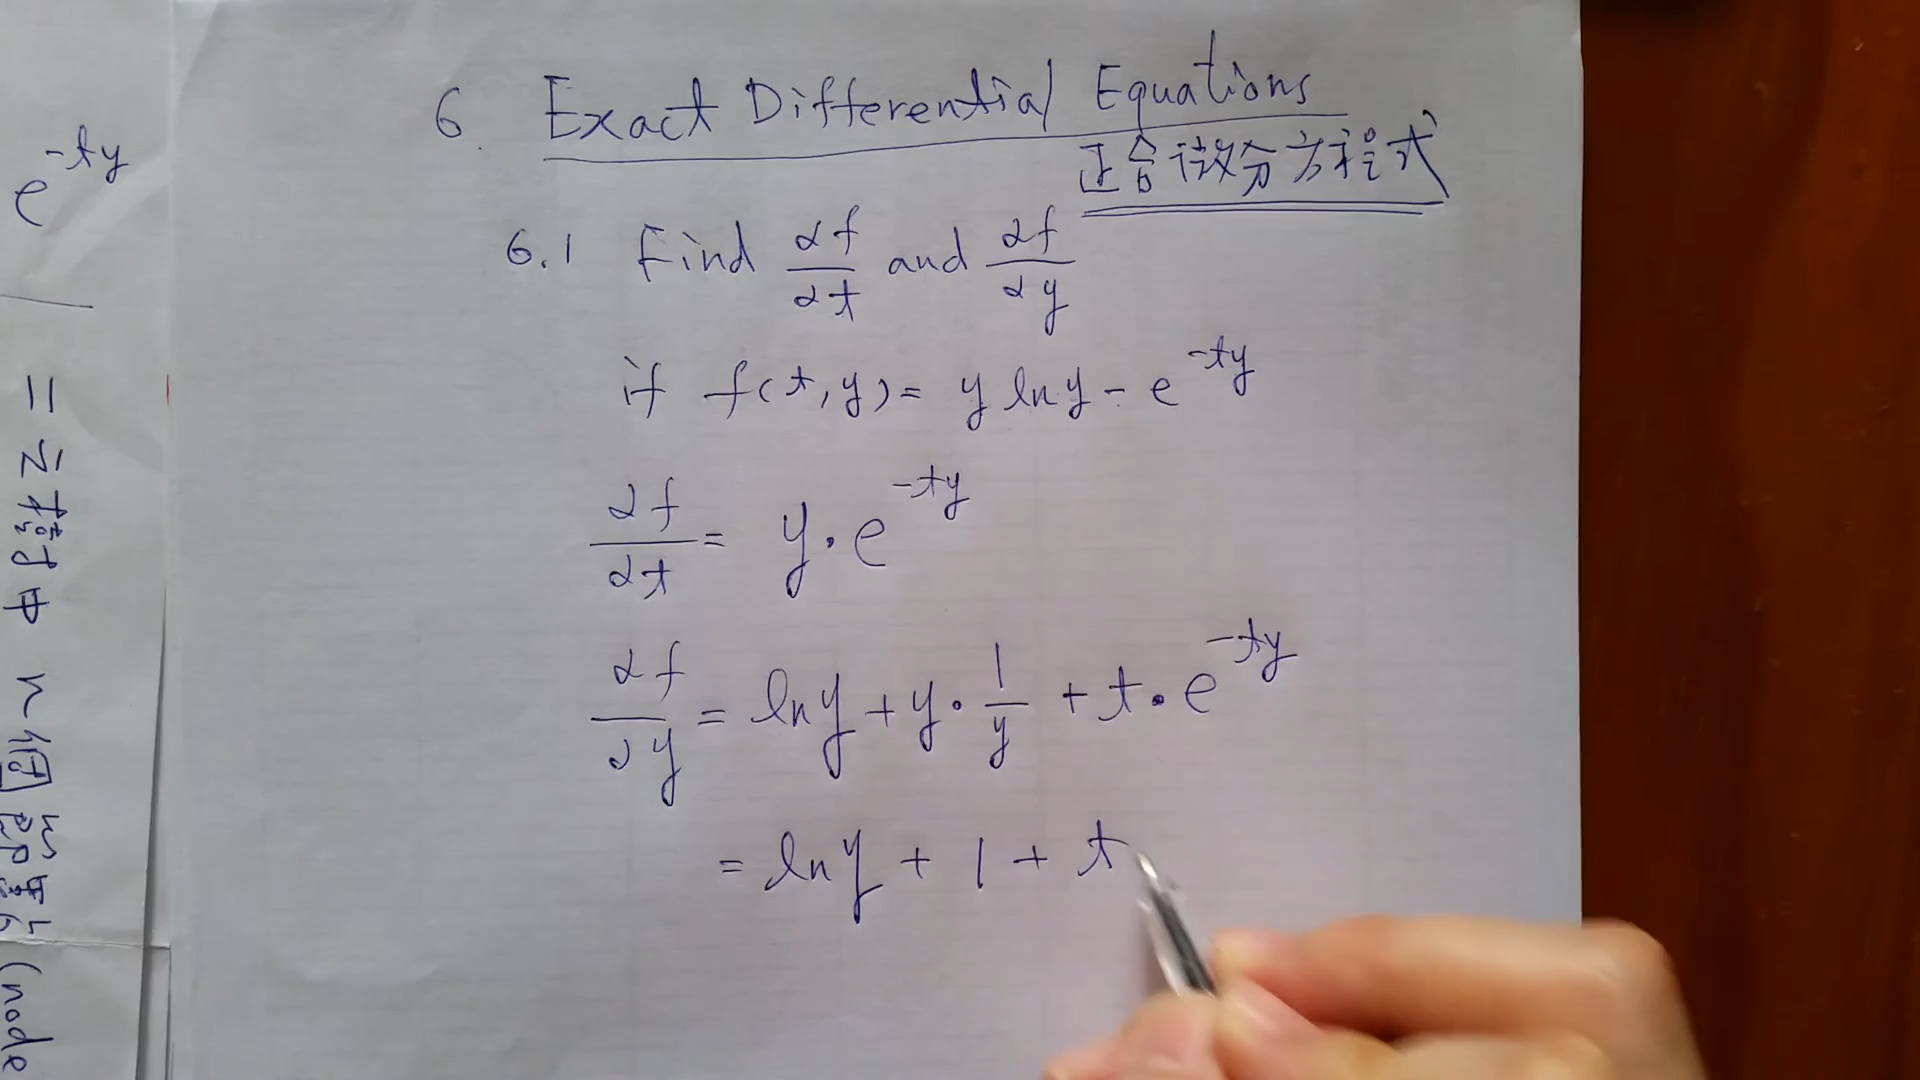 6. Exact Differential Equations
正合微分方程式
6.1 Find ∂f/∂t and ∂f/∂y
if f(t,y)= y ln y - e^-ty
∂f/∂t = y·e^-ty
∂f/∂y = ln y + y·1/y + t·e^-ty
= ln y + 1 + t
e^-ty